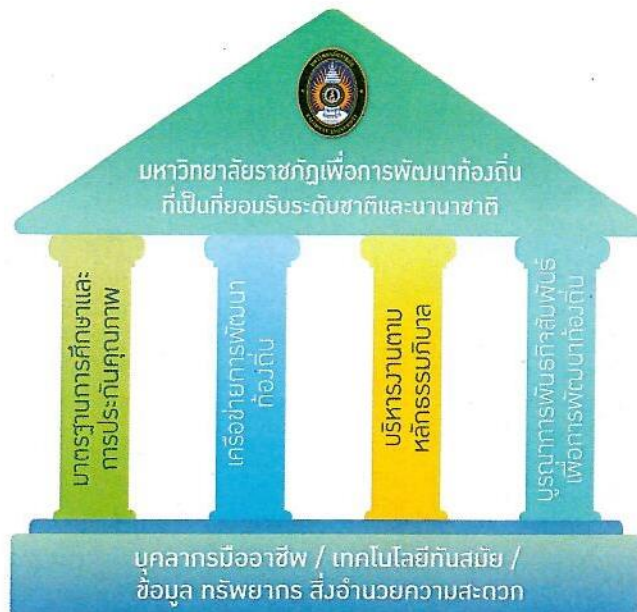 มหาวิทยาลัยราชภัฏเพื่อการพัฒนาท้องถิ่น
ที่เป็นที่ยอมรับระดับชาติและนานาชาติ
มาตรฐานการศึกษาและ
การประกันคุณภาพ
เครือข่ายการพัฒนา
ท้องถิ่น
บริหารงานตาม
หลักธรรมภิบาล
บูรณาการพันธกิจสัมพันธ์
เพื่อการพัฒนาท้องถิ่น
บุคลากรมืออาชีพ / เทคโนโลยีทันสมัย /
ข้อมูล ทรัพยากร สิ่งอำนวยความสะดวก